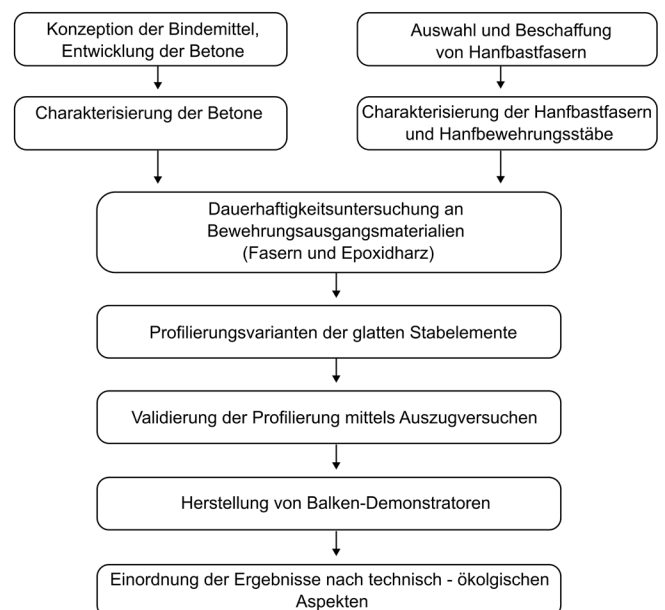 Konzeption der Bindemittel,
Entwicklung der Betone
Auswahl und Beschaffung
von Hanfbastfasern
Charakterisierung der Betone
Charakterisierung der Hanfbastfasern
und Hanfbewehrungsstäbe
Dauerhaftigkeitsuntersuchung an
Bewehrungsausgangsmaterialien
(Fasern und Epoxidharz)
Profilierungsvarianten der glatten Stabelemente
Validierung der Profilierung mittels Auszugversuchen
Herstellung von Balken-Demonstratoren
Einordnung der Ergebnisse nach technisch - ökolgischen
Aspekten